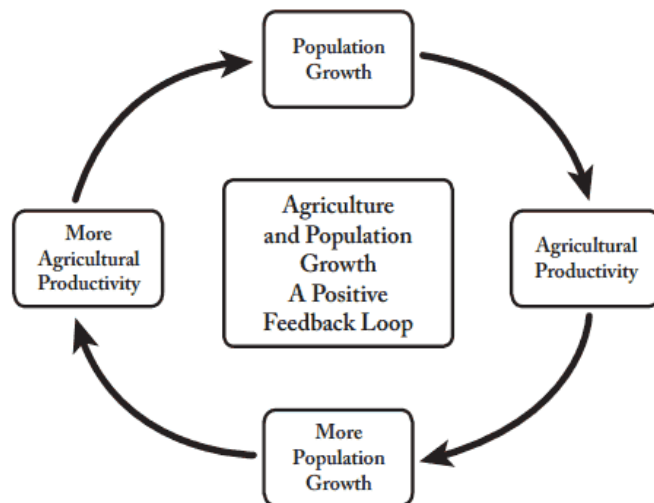 Population
Growth
Agriculture
and Population
Growth
A Positive
Feedback Loop
More
Agricultural
Productivity
Agricultural
Productivity
More
Population
Growth